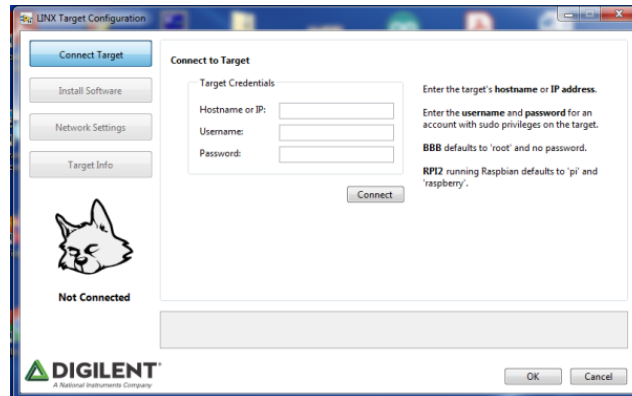 LINX Target Configuration
Connect Target
Install Software
Network Settings
Target Info
Not Connected
DIGILENT
A National Instruments Company
Connect to Target
Target Credentials
Hostname or IP:
Username:
Password:
Connect
Enter the target's hostname or IP address.
Enter the username and password for an
account with sudo privileges on the target.
BBB defaults to 'root' and no password.
RPI2 running Raspbian defaults to 'pi' and
'raspberry'.
OK
Cancel